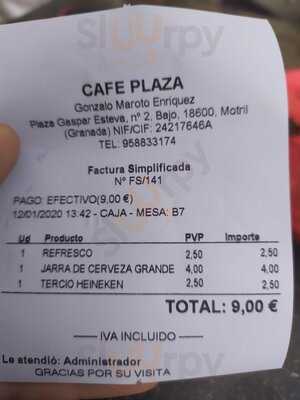 Sluurpy
CAFE PLAZA
Gonzalo Maroto Enriquez
Plaza Gaspar Esteva, nº 2, Bajo, 18600, Motril
(Granada) NIF/CIF: 24217646A
TEL: 958833174
Factura Simplificada
Nº FS/141
PAGO: EFECTIVO(9,00 €)
12/01/2020 13:42 - CAJA - MESA: B7
Ud Producto PVP Importe
1 REFRESCO 2,50 2,50
1 JARRA DE CERVEZA GRANDE 4,00 4,00
1 TERCIO HEINEKEN 2,50 2,50
TOTAL: 9,00 €
IVA INCLUIDO
Le atendió: Administrador
GRACIAS POR SU VISITA